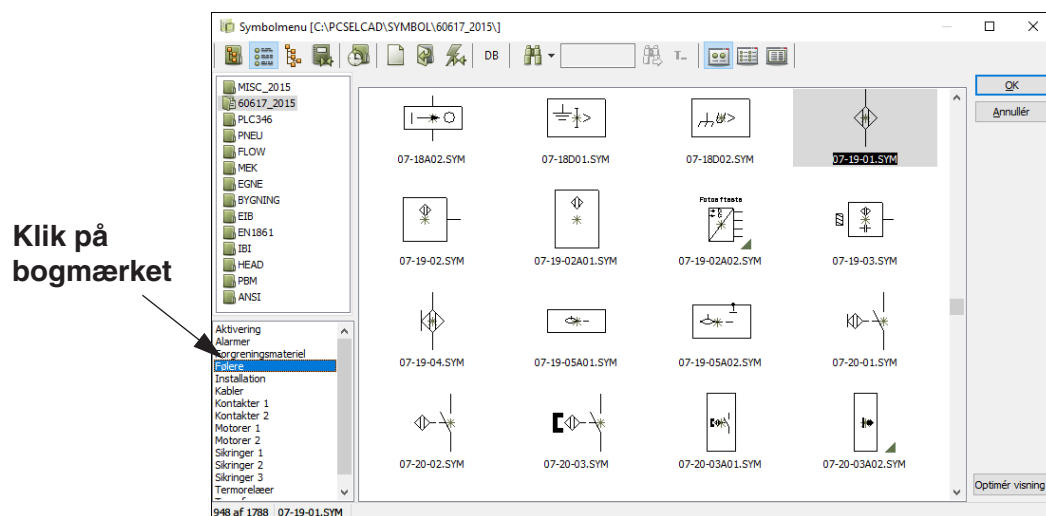 Symbolmenu [C:\PCSELCAD\SYMBOL\60617_2015\]
DB
T...
MISC_2015
60617_2015
PLC346
PNEU
FLOW
MEK
EGNE
BYGNING
EIB
EN1861
IBI
HEAD
PBM
ANSI
Klik på
bogmærket
Aktivering
Alarmer
Forgreningsmateriel
Følere
Installation
Kabler
Kontakter 1
Kontakter 2
Motorer 1
Motorer 2
Sikringer 1
Sikringer 2
Sikringer 3
Termorelæer
07-18A02.SYM 07-18D01.SYM 07-18D02.SYM 07-19-01.SYM
07-19-02.SYM 07-19-02A01.SYM 07-19-02A02.SYM 07-19-03.SYM
07-19-04.SYM 07-19-05A01.SYM 07-19-05A02.SYM 07-20-01.SYM
07-20-02.SYM 07-20-03.SYM 07-20-03A01.SYM 07-20-03A02.SYM
OK
Annullér
Optimér visning
948 af 1788 07-19-01.SYM